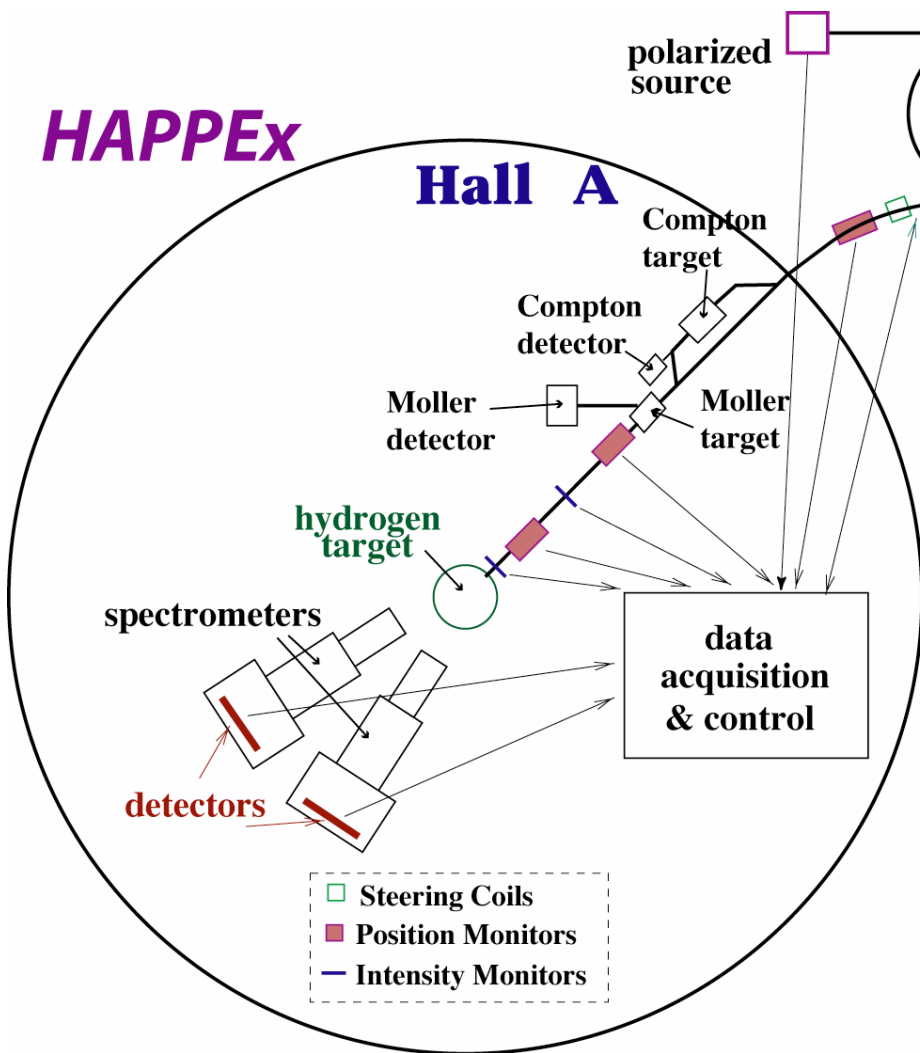 polarized
source
HAPPEx
Hall A
Compton
target
Compton
detector
Moller
detector
Moller
target
hydrogen
target
spectrometers
data
acquisition
& control
detectors
Steering Coils
Position Monitors
Intensity Monitors